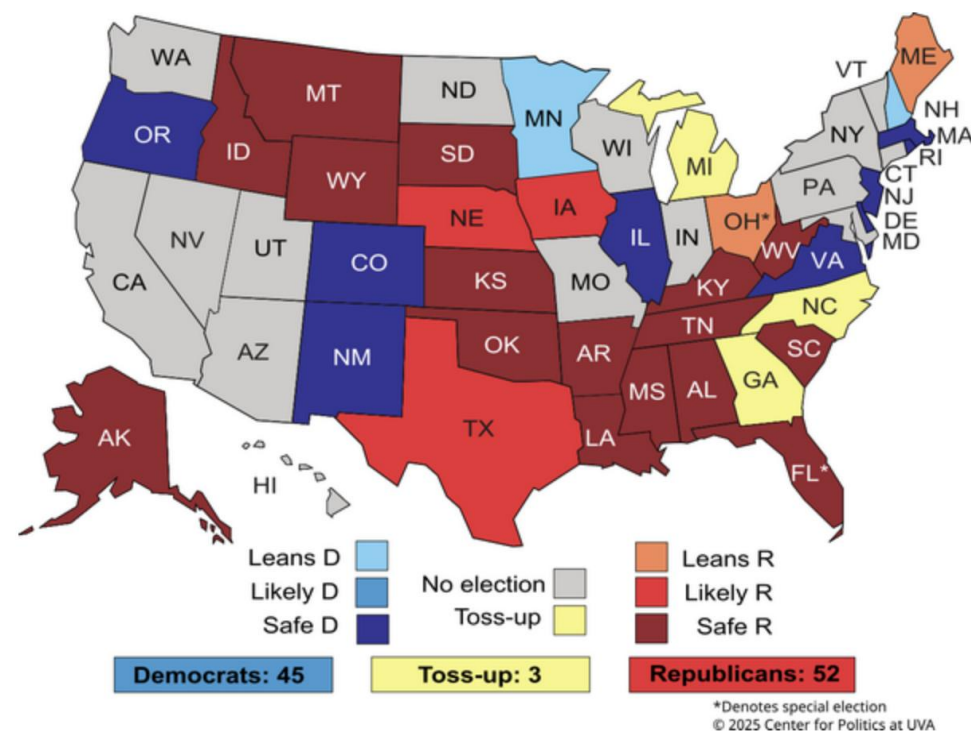 WA
MT
ND
MN
ME
VT
NH
MA
RI
CT
NJ
DE
MD
OR
ID
SD
WI
MI
NY
PA
WY
NE
IA
OH*
NV
UT
CO
IL
IN
WV
VA
CA
KS
MO
KY
NC
AZ
NM
OK
AR
TN
SC
MS
AL
GA
TX
LA
AK
FL*
HI
Leans D
Likely D
Safe D
No election
Toss-up
Leans R
Likely R
Safe R
Democrats: 45
Toss-up: 3
Republicans: 52
*Denotes special election
© 2025 Center for Politics at UVA